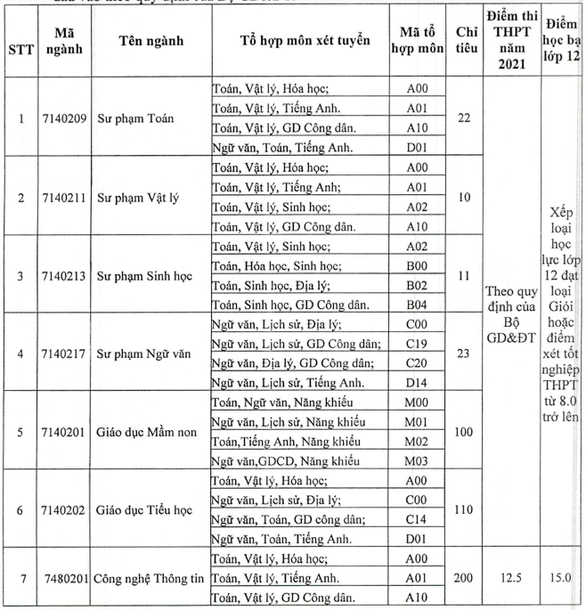 STT
Mã ngành
Tên ngành
Tổ hợp môn xét tuyển
Mã tổ hợp môn
Chỉ tiêu
Điểm thi THPT năm 2021
Điểm học bạ lớp 12
1
7140209
Sư phạm Toán
Toán, Vật lý, Hóa học;
A00
Toán, Vật lý, Tiếng Anh.
A01
Toán, Vật lý, GD Công dân.
A10
Ngữ văn, Toán, Tiếng Anh.
D01
22
2
7140211
Sư phạm Vật lý
Toán, Vật lý, Hóa học;
A00
Toán, Vật lý, Tiếng Anh;
A01
Toán, Vật lý, Sinh học;
A02
Toán, Vật lý, GD Công dân.
A10
10
3
7140213
Sư phạm Sinh học
Toán, Vật lý, Sinh học;
A02
Toán, Hóa học, Sinh học;
B00
Toán, Sinh học, Địa lý;
B02
Toán, Sinh học, GD Công dân.
B04
11
4
7140217
Sư phạm Ngữ văn
Ngữ văn, Lịch sử, Địa lý;
C00
Ngữ văn, Lịch sử, GD Công dân;
C19
Ngữ văn, Địa lý, GD Công dân;
C20
Ngữ văn, Lịch sử, Tiếng Anh.
D14
23
5
7140201
Giáo dục Mầm non
Toán, Ngữ văn, Năng khiếu
M00
Ngữ văn, Lịch sử, Năng khiếu
M01
Toán,Tiếng Anh, Năng khiếu
M02
Ngữ văn,GDCD, Năng khiếu
M03
100
6
7140202
Giáo dục Tiểu học
Toán, Vật lý, Hóa học;
A00
Ngữ văn, Lịch sử, Địa lý;
C00
Ngữ văn, Toán, GD công dân;
C14
Ngữ văn, Toán, Tiếng Anh.
D01
110
Theo quy
định của
Bộ
GD&ĐT
Xếp
loại
học
lực lớp
12 đạt
loại
Giỏi
hoặc
điểm
xét tốt
nghiệp
THPT
từ 8.0
trở lên
7
7480201
Công nghệ Thông tin
Toán, Vật lý, Hóa học;
A00
Toán, Vật lý, Tiếng Anh.
A01
Toán, Vật lý, GD Công dân.
A10
200
12.5
15.0